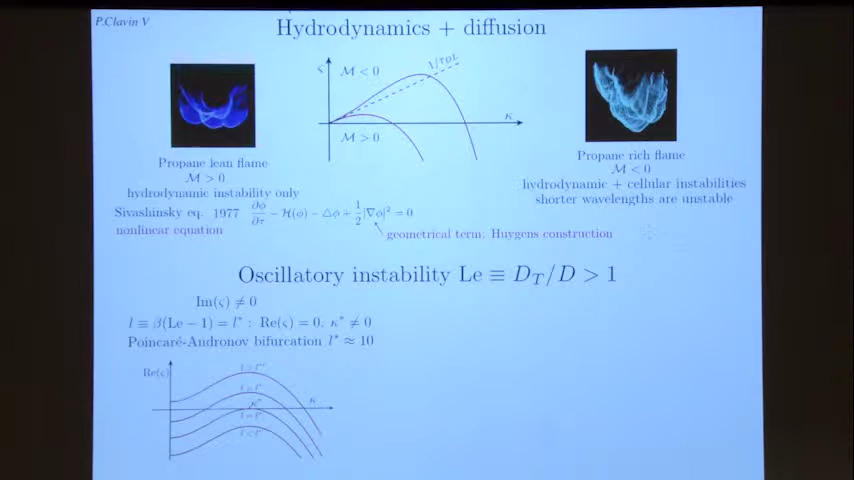 P.Clavin V
Hydrodynamics + diffusion
ς
M < 0
1/τDL
κ
M > 0
Propane lean flame
M > 0
hydrodynamic instability only
Propane rich flame
M < 0
hydrodynamic + cellular instabilities
shorter wavelengths are unstable
Sivashinsky eq. 1977 ∂φ/∂τ − H(φ) − △φ + 1/2|∇φ|² = 0
nonlinear equation
geometrical term: Huygens construction
Oscillatory instability Le ≡ D_T/D > 1
Im(ς) ≠ 0
l ≡ β(Le − 1) = l* : Re(ς) = 0, κ* ≠ 0
Poincaré-Andronov bifurcation l* ≈ 10
Re(ς)
l > l*
κ*
κ
l = l*
l < l*